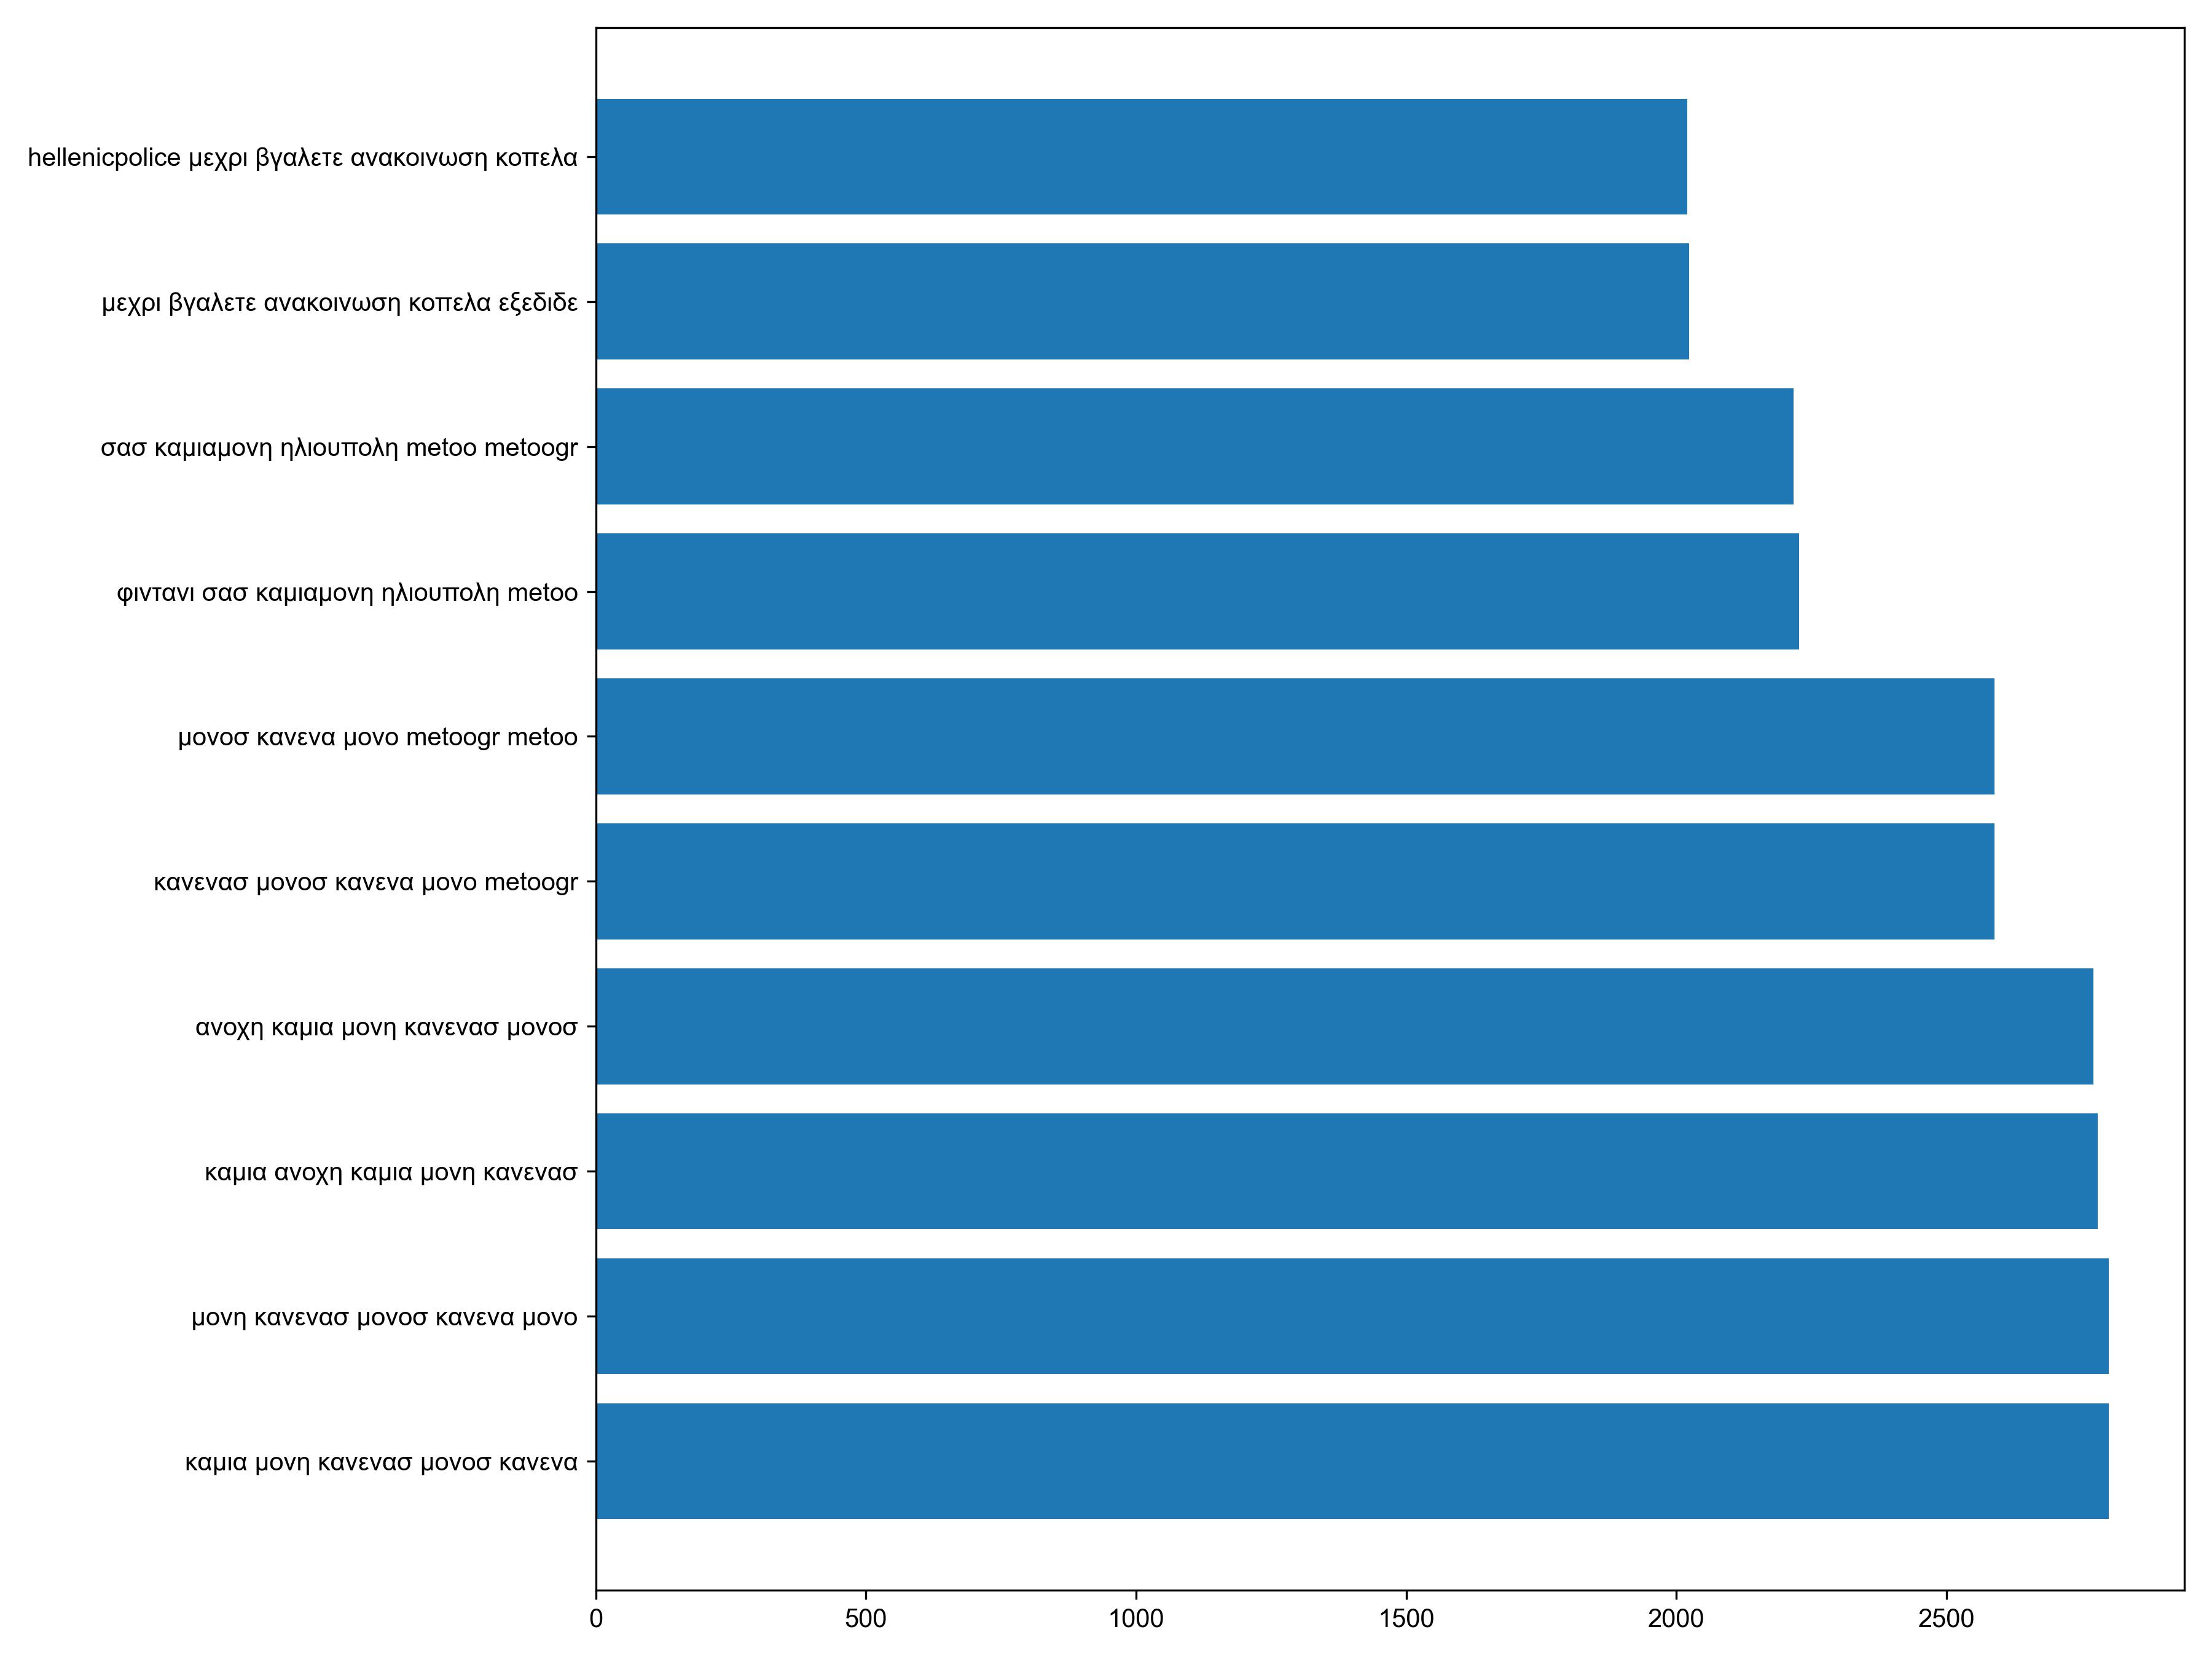 hellenicpolice μεχρι βγαλετε ανακοινωση κοπελα
μεχρι βγαλετε ανακοινωση κοπελα εξεδιδε
σασ καμιαμονη ηλιουπολη metoo metoogr
φιντανι σασ καμιαμονη ηλιουπολη metoo
μονοσ κανενα μονο metoogr metoo
κανενασ μονοσ κανενα μονο metoogr
ανοχη καμια μονη κανενασ μονοσ
καμια ανοχη καμια μονη κανενασ
μονη κανενασ μονοσ κανενα μονο
καμια μονη κανενασ μονοσ κανενα
0 500 1000 1500 2000 2500